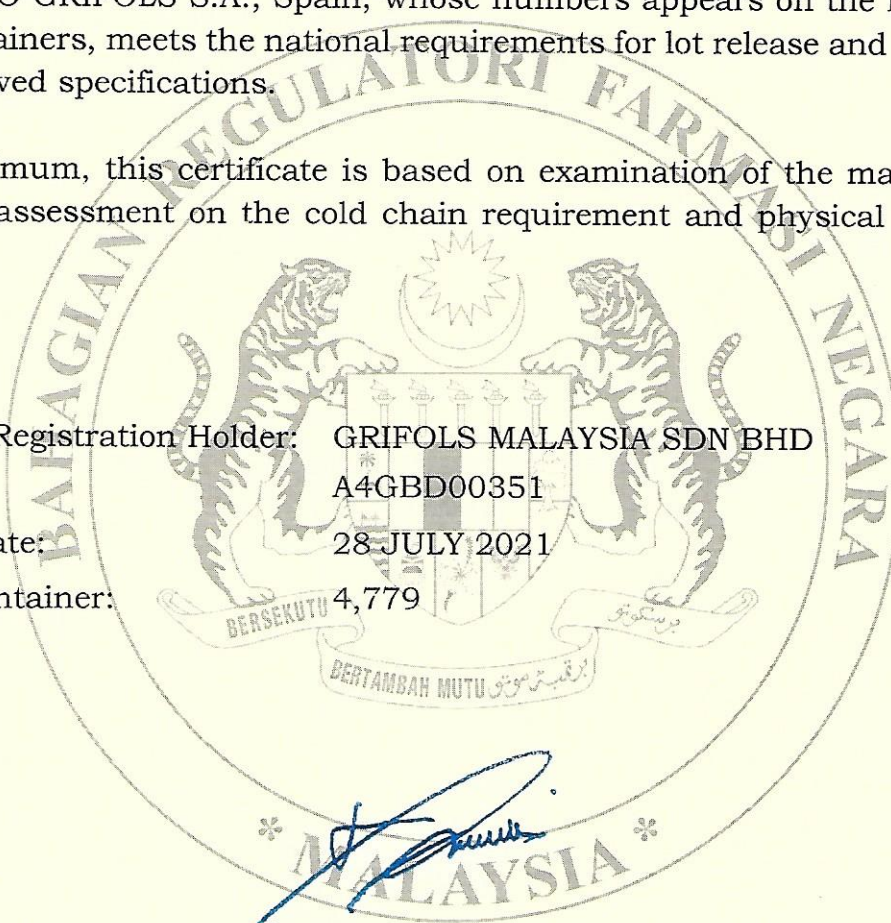 GRIFOLS S.A., Spain, whose numbers appears on the
ainers, meets the national requirements for lot release and
ved specifications.
mum, this certificate is based on examination of the ma
assessment on the cold chain requirement and physical
Registration Holder: GRIFOLS MALAYSIA SDN BHD
A4GBD00351
ate: 28 JULY 2021
ntainer: 4,779
BAHAGIAN REGULATORI FARMASI NEGARA
BERSEKUTU برسكوتو
BERTAMBAH MUTU برتمبه موتو
* MALAYSIA *